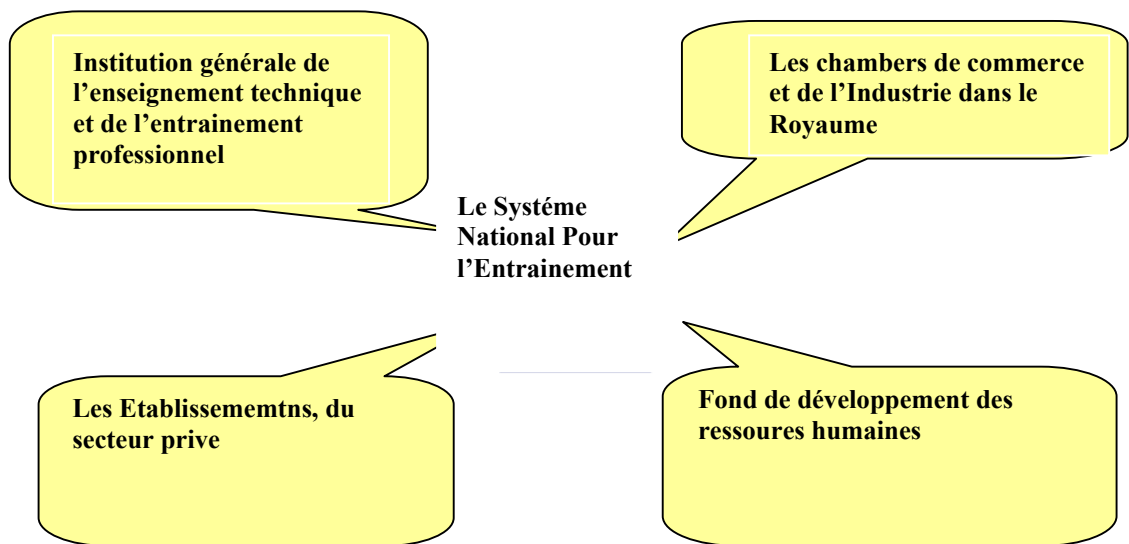 Institution générale de
l’enseignement technique
et de l’entrainement
professionnel
Les chambers de commerce
et de l’Industrie dans le
Royaume
Le Systéme
National Pour
l’Entrainement
Les Etablissememtns, du
secteur prive
Fond de développement des
ressoures humaines